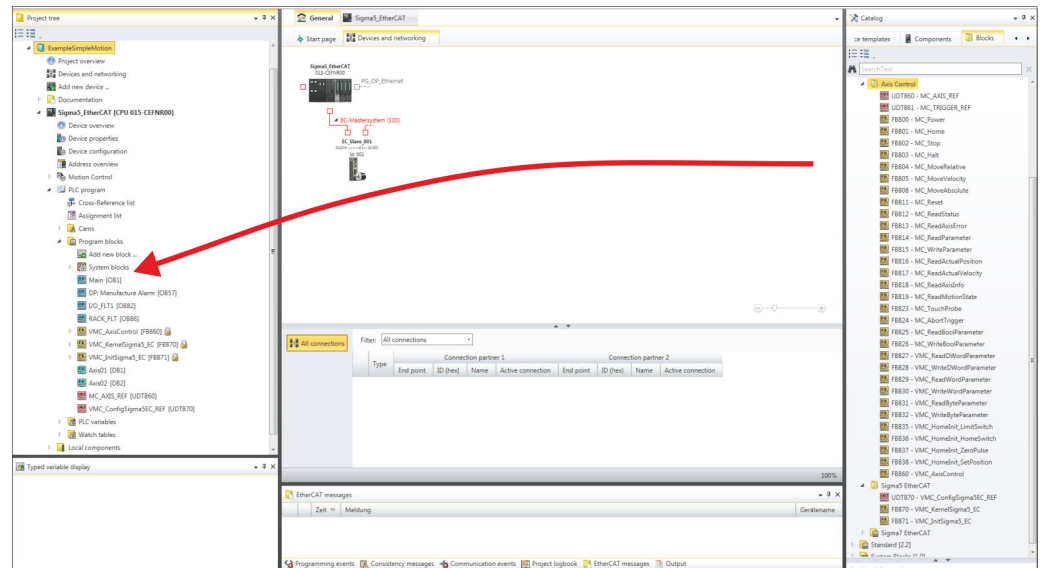 Project tree
ExampleSimpleMotion
Project overview
Devices and networking
Add new device ...
Documentation
Sigma5_EtherCAT [CPU 015-CEFNR00]
Device overview
Device properties
Device configuration
Address overview
Motion Control
PLC program
Cross-Reference list
Assignment list
Cams
Program blocks
Add new block ...
System blocks
Main [OB1]
DP: Manufacture Alarm [OB57]
I/O_FLT1 [OB82]
RACK_FLT [OB86]
VMC_AxisControl [FB860]
VMC_KernelSigma5_EC [FB870]
VMC_InitSigma5_EC [FB871]
Axis01 [DB1]
Axis02 [DB2]
MC_AXIS_REF [UDT860]
VMC_ConfigSigma5EC_REF [UDT870]
PLC variables
Watch tables
Local components
Typed variable display
General Sigma5_EtherCAT
Start page Devices and networking
Sigma5_EtherCAT
015-CEFNR00
PG_OP_Ethernet
EC-Mastersystem (100)
EC_Slave_001
All connections Filter: All connections
Type Connection partner 1 Connection partner 2
End point ID (hex) Name Active connection End point ID (hex) Name Active connection
100%
EtherCAT messages
Zeit Meldung Gerätename
Programming events Consistency messages Communication events Project logbook EtherCAT messages Output
Catalog
ce templates Components Blocks
SearchText
Axis Control
UDT860 - MC_AXIS_REF
UDT861 - MC_TRIGGER_REF
FB800 - MC_Power
FB801 - MC_Home
FB802 - MC_Stop
FB803 - MC_Halt
FB804 - MC_MoveRelative
FB805 - MC_MoveVelocity
FB808 - MC_MoveAbsolute
FB811 - MC_Reset
FB812 - MC_ReadStatus
FB813 - MC_ReadAxisError
FB814 - MC_ReadParameter
FB815 - MC_WriteParameter
FB816 - MC_ReadActualPosition
FB817 - MC_ReadActualVelocity
FB818 - MC_ReadAxisInfo
FB819 - MC_ReadMotionState
FB823 - MC_TouchProbe
FB824 - MC_AbortTrigger
FB825 - MC_ReadBoolParameter
FB826 - MC_WriteBoolParameter
FB827 - VMC_ReadDWordParameter
FB828 - VMC_WriteDWordParameter
FB829 - VMC_ReadWordParameter
FB830 - VMC_WriteWordParameter
FB831 - VMC_ReadByteParameter
FB832 - VMC_WriteByteParameter
FB835 - VMC_HomeInit_LimitSwitch
FB836 - VMC_HomeInit_HomeSwitch
FB837 - VMC_HomeInit_ZeroPulse
FB838 - VMC_HomeInit_SetPosition
FB860 - VMC_AxisControl
Sigma5 EtherCAT
UDT870 - VMC_ConfigSigma5EC_REF
FB870 - VMC_KernelSigma5_EC
FB871 - VMC_InitSigma5_EC
Sigma7 EtherCAT
Standard [2.2]